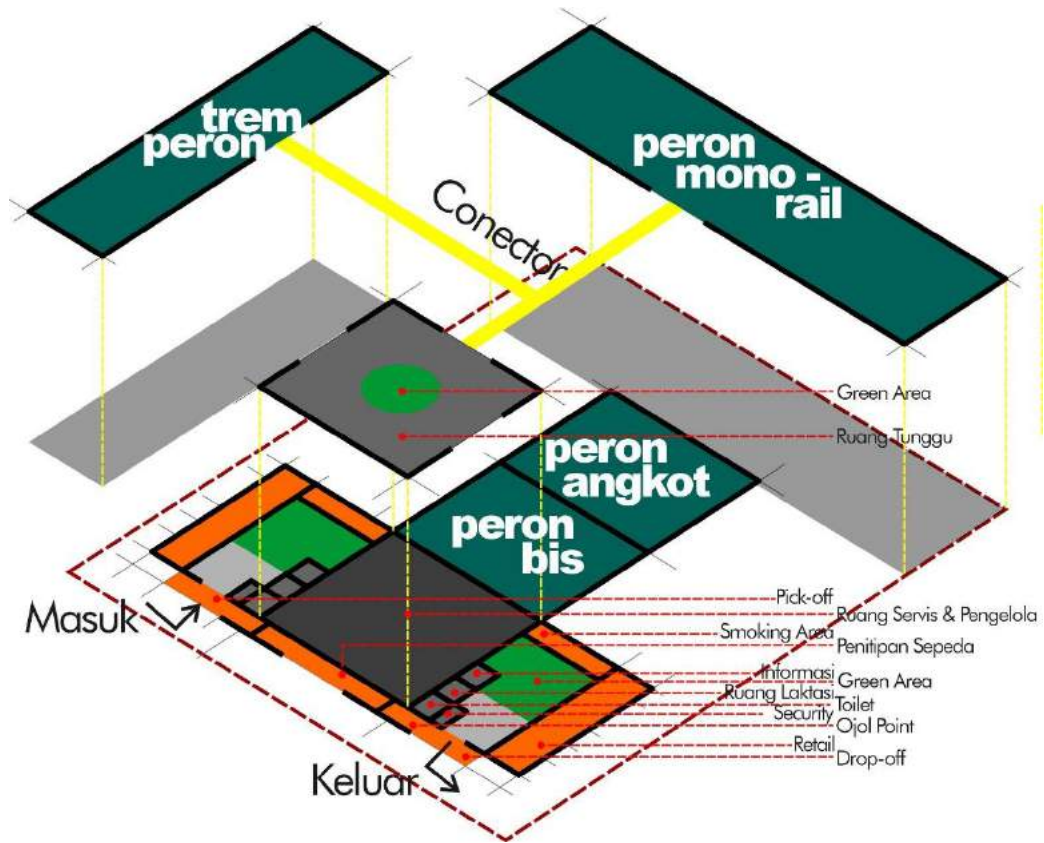 trem
peron
peron
mono -
rail
Conector
Green Area
Ruang Tunggu
peron
angkot
peron
bis
Masuk
Pick-off
Ruang Servis & Pengelola
Smoking Area
Penitipan Sepeda
Informasi
Green Area
Ruang Laktasi
Toilet
Security
Ojol Point
Retail
Drop-off
Keluar